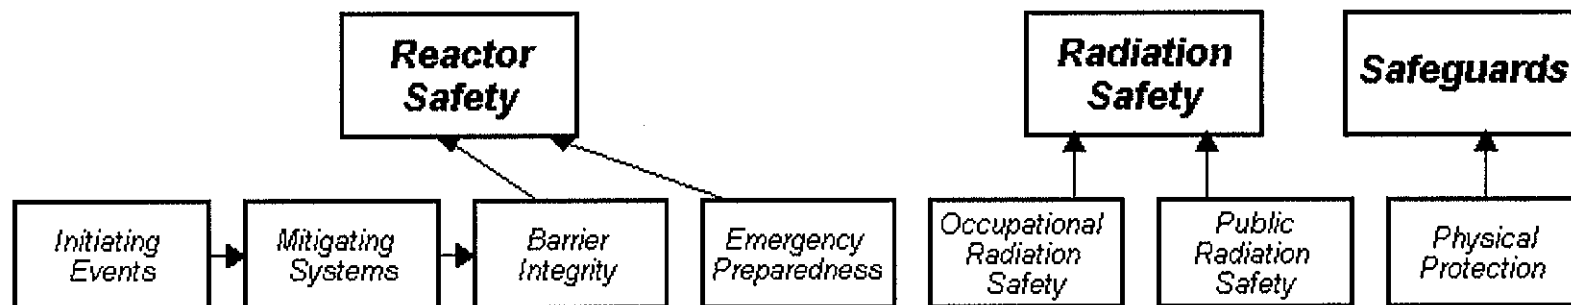 Reactor
Safety
Radiation
Safety
Safeguards
Initiating
Events
Mitigating
Systems
Barrier
Integrity
Emergency
Preparedness
Occupational
Radiation
Safety
Public
Radiation
Safety
Physical
Protection